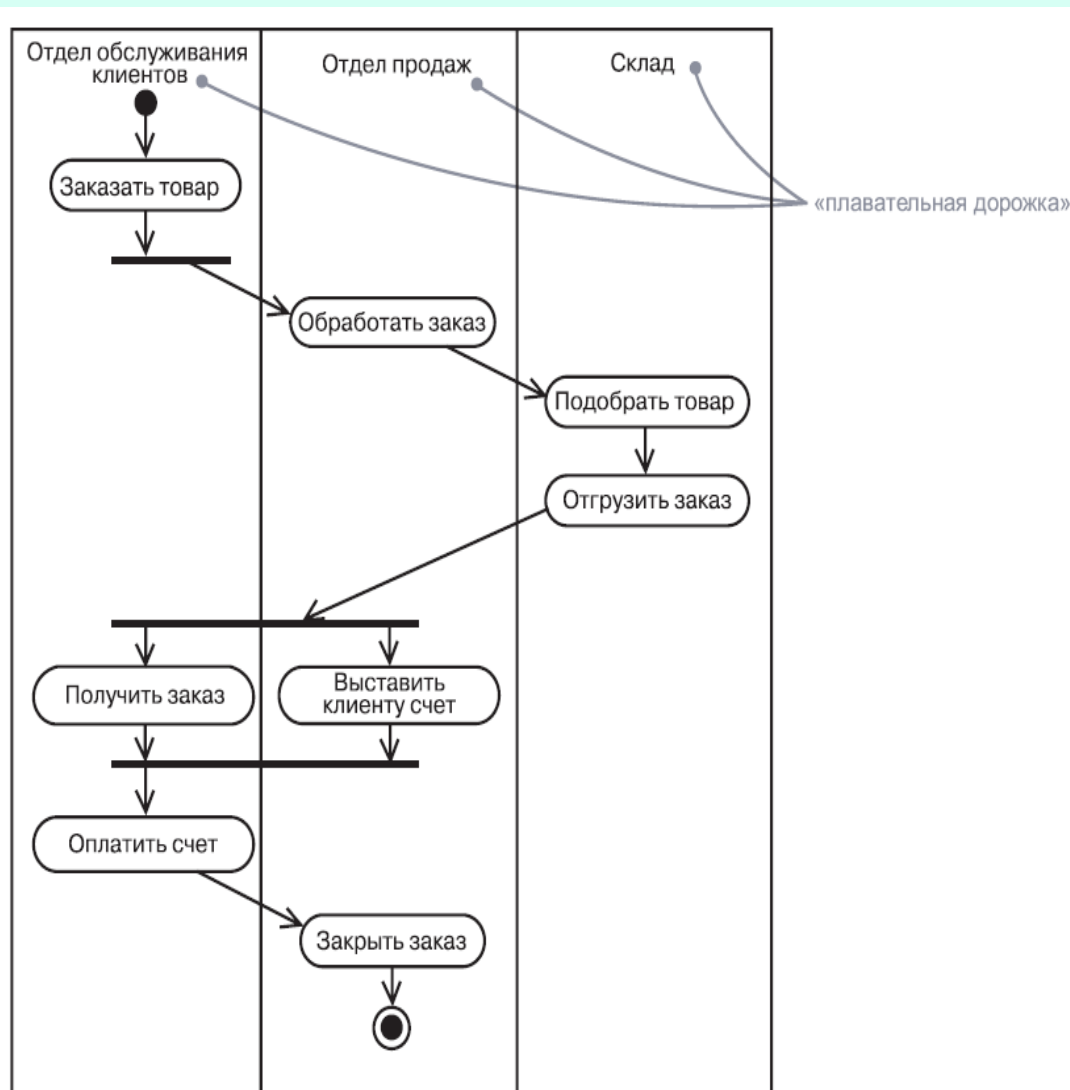 Отдел обслуживания
клиентов
Отдел продаж
Склад
Заказать товар
«плавательная дорожка»
Обработать заказ
Подобрать товар
Отгрузить заказ
Получить заказ
Выставить
клиенту счет
Оплатить счет
Закрыть заказ